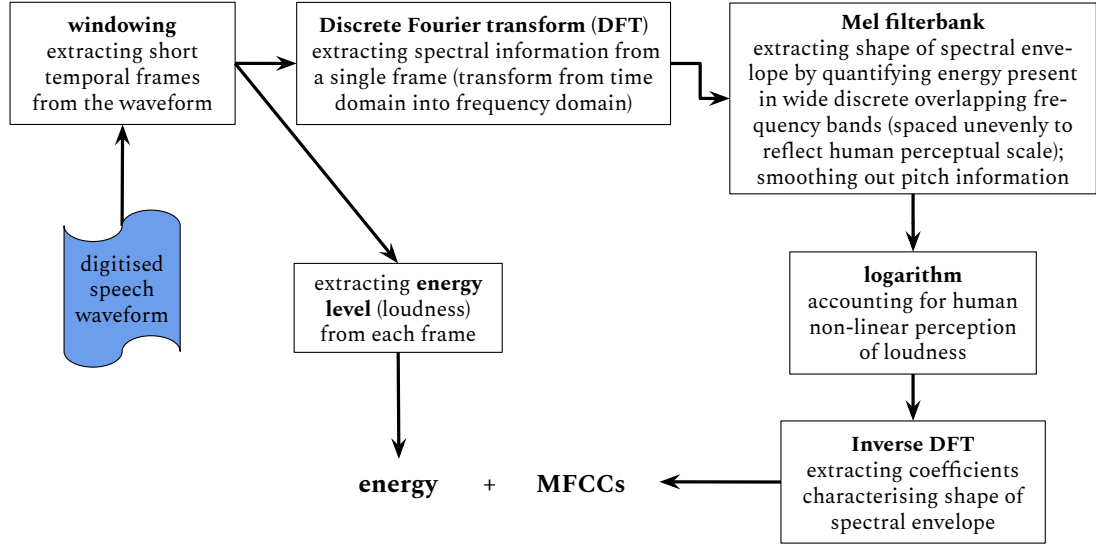 windowing
extracting short
temporal frames
from the waveform
Discrete Fourier transform (DFT)
extracting spectral information from
a single frame (transform from time
domain into frequency domain)
Mel filterbank
extracting shape of spectral enve-
lope by quantifying energy present
in wide discrete overlapping fre-
quency bands (spaced unevenly to
reflect human perceptual scale);
smoothing out pitch information
digitised
speech
waveform
extracting energy
level (loudness)
from each frame
logarithm
accounting for human
non-linear perception
of loudness
Inverse DFT
extracting coefficients
characterising shape of
spectral envelope
energy + MFCCs